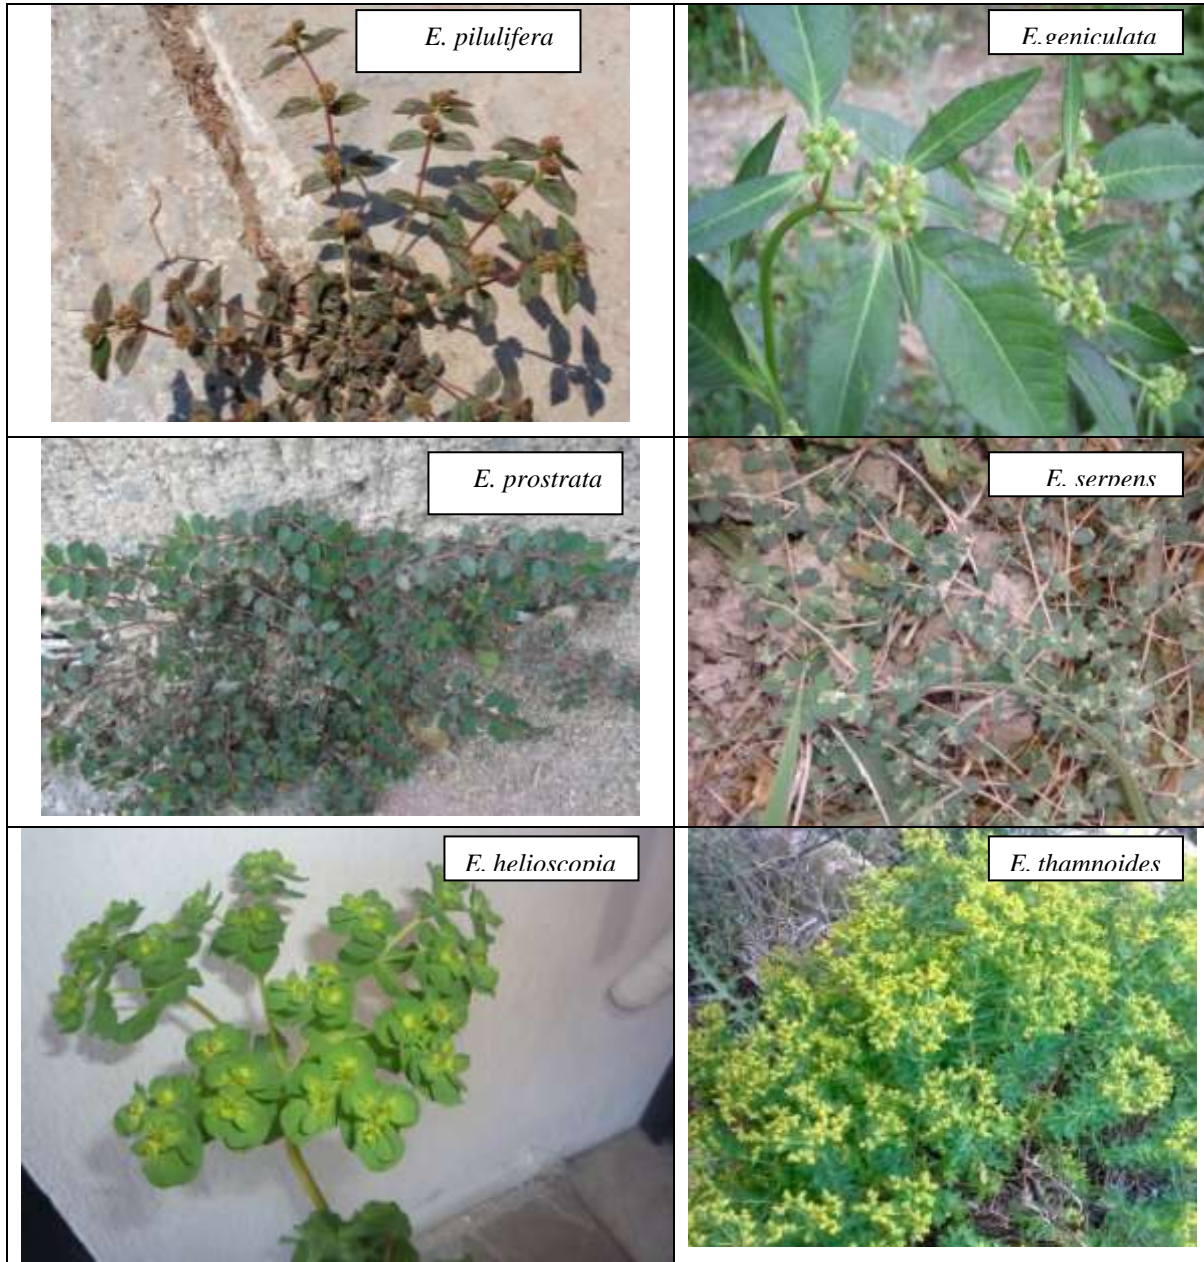 E. pilulifera
E.geniculata
E. prostrata
E. serpens
E. helioscopia
E. thamnoides